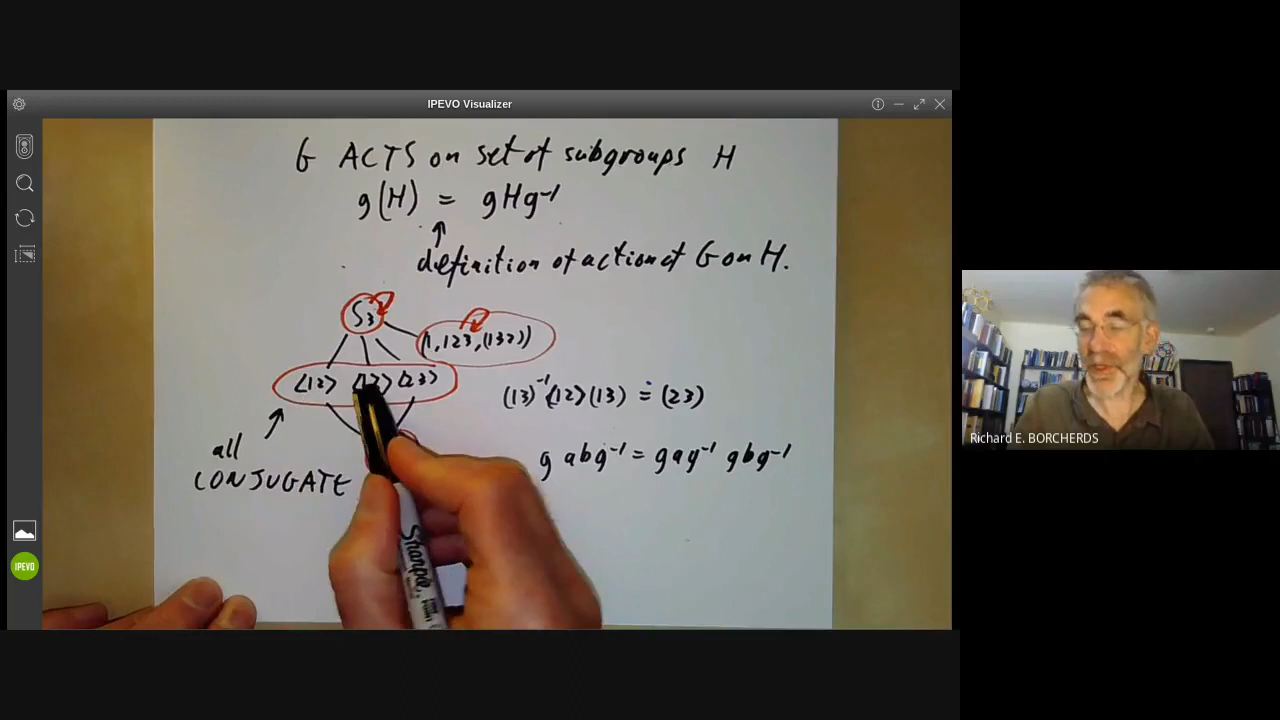 IPEVO Visualizer
G ACTS on set of subgroups H
g(H) = gHg⁻¹
definition of action of G on H.
S₃
(1,123,(132))
<12> <13> <23>
(13)⁻¹<12>(13) = (23)
all
CONJUGATE
g abg⁻¹ = gag⁻¹ gbg⁻¹
Richard E. BORCHERDS
IPEVO
Sharpie